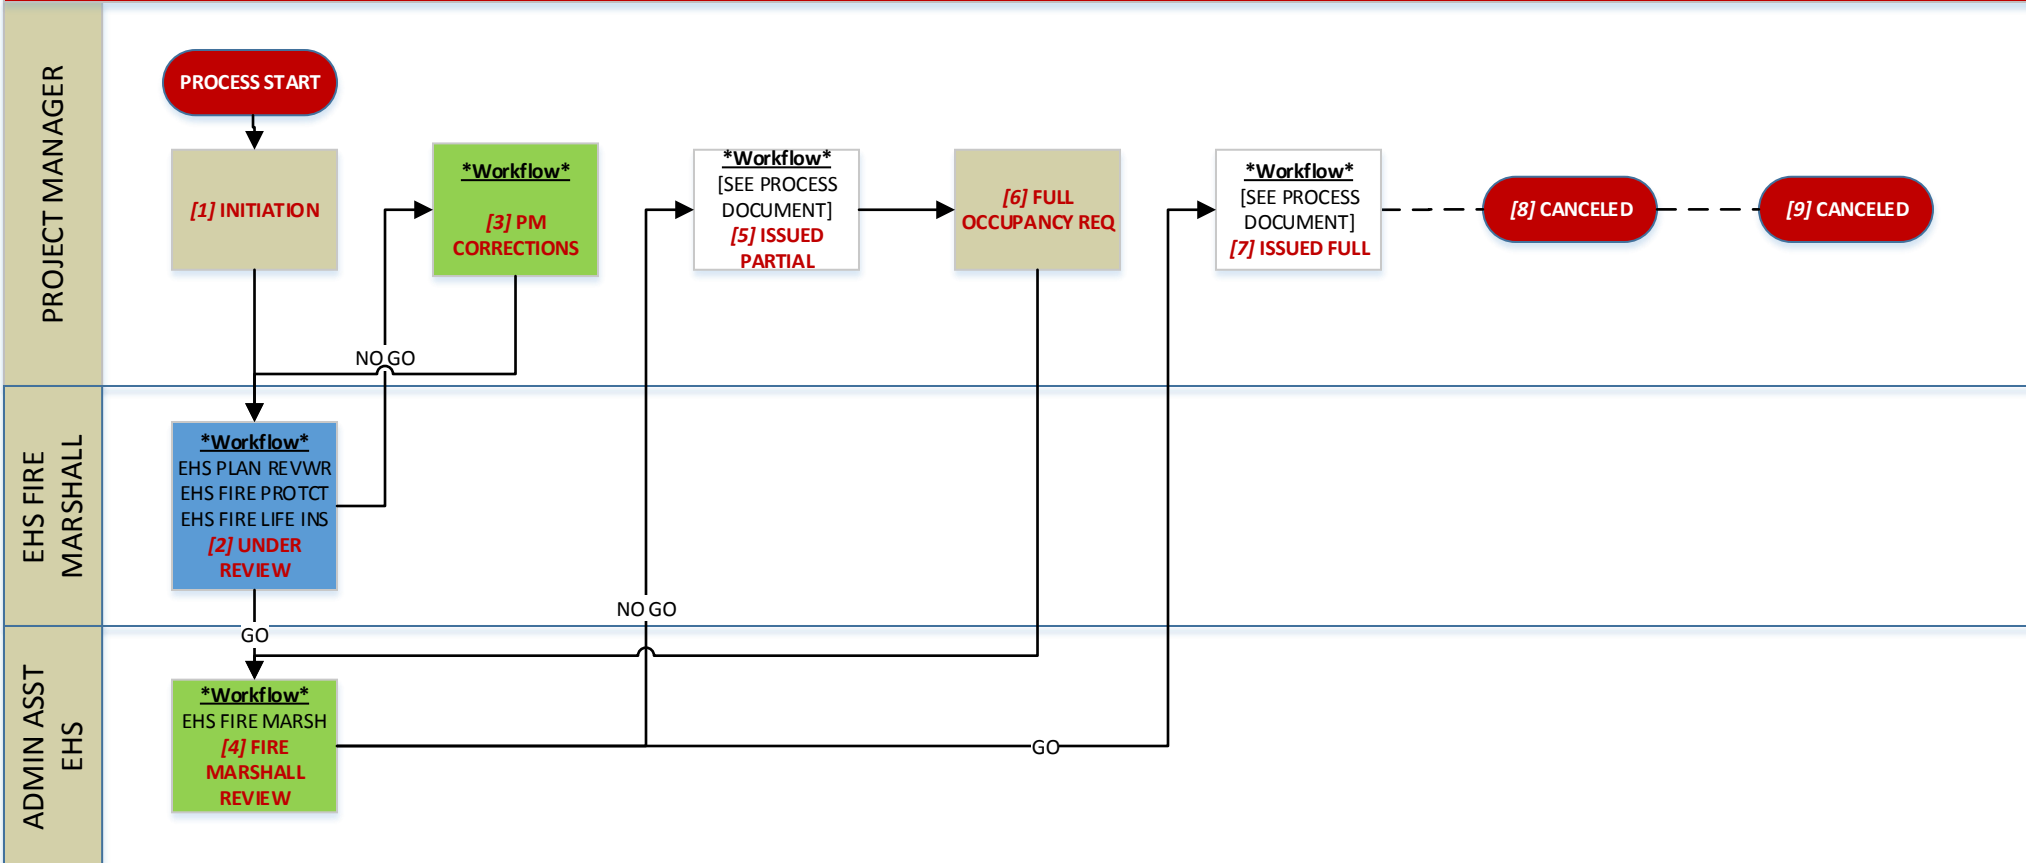 PROJECT MANAGER
PROCESS START
[1] INITIATION
*Workflow*
[3] PM
CORRECTIONS
*Workflow*
[SEE PROCESS
DOCUMENT]
[5] ISSUED
PARTIAL
[6] FULL
OCCUPANCY REQ
*Workflow*
[SEE PROCESS
DOCUMENT]
[7] ISSUED FULL
[8] CANCELED
[9] CANCELED
NO GO
EHS FIRE
MARSHALL
*Workflow*
EHS PLAN REVWR
EHS FIRE PROTCT
EHS FIRE LIFE INS
[2] UNDER
REVIEW
NO GO
GO
ADMIN ASST
EHS
*Workflow*
EHS FIRE MARSH
[4] FIRE
MARSHALL
REVIEW
GO